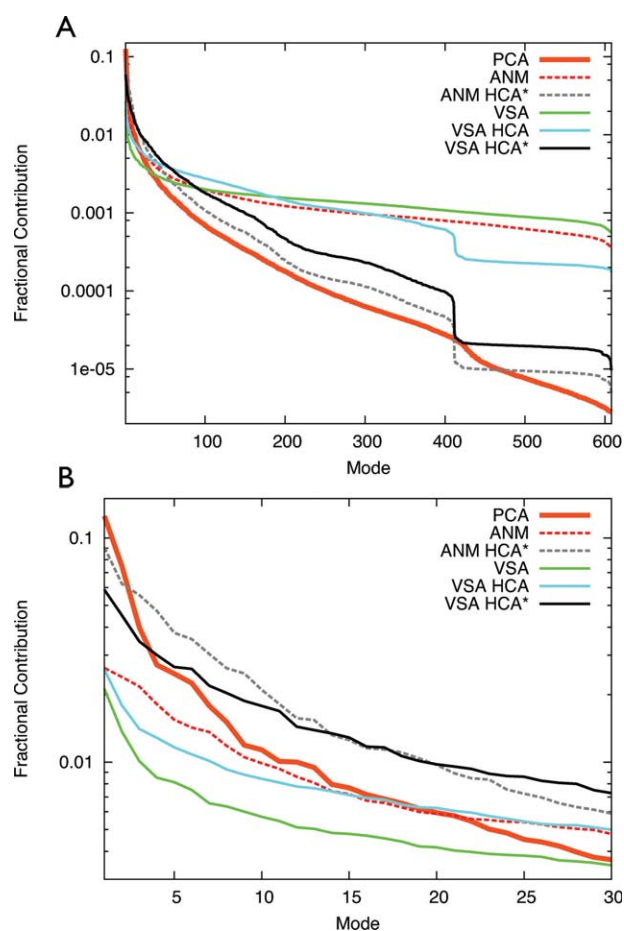 A
0.1
0.01
0.001
0.0001
1e-05
Fractional Contribution
PCA
ANM
ANM HCA*
VSA
VSA HCA
VSA HCA*
100
200
300
400
500
600
Mode
B
0.1
0.01
Fractional Contribution
PCA
ANM
ANM HCA*
VSA
VSA HCA
VSA HCA*
5
10
15
20
25
30
Mode